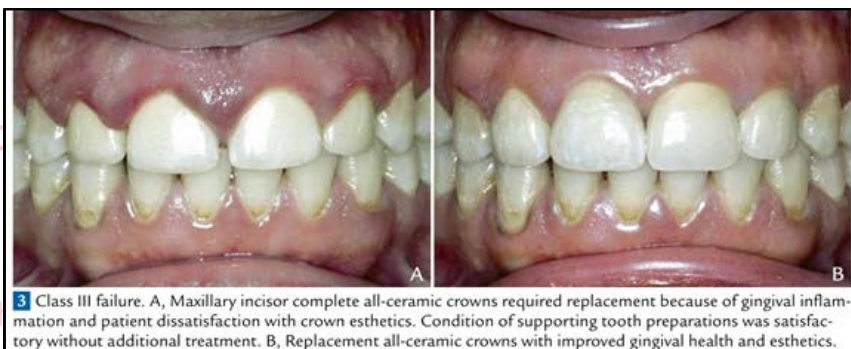 A
B
3 Class III failure. A, Maxillary incisor complete all-ceramic crowns required replacement because of gingival inflam-
mation and patient dissatisfaction with crown esthetics. Condition of supporting tooth preparations was satisfac-
tory without additional treatment. B, Replacement all-ceramic crowns with improved gingival health and esthetics.